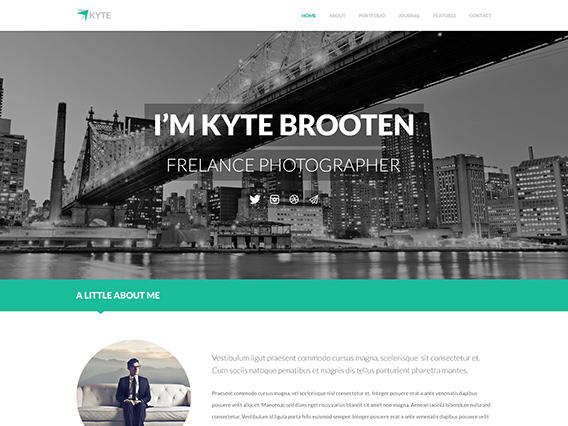 KYTE
HOME ABOUT PORTFOLIO JOURNAL FEATURES CONTACT
I'M KYTE BROOTEN
FRELANCE PHOTOGRAPHER
A LITTLE ABOUT ME
Vestibulum ligut praesent commodo cursus magna, scelerisque sit consectetur et.
Cum sociis natoque penatibus et magnis dis telius parturient pharetra montes.
Praesent commodo cursus magna, vel scelerisque nisl consectetur et. Integer posuere erat a ante venenatis dapibus
posuere velit aliquet. Maecenas sed diam eget risus varius blandit sit amet non magna. Aenean lacinia bibendum nulla sed
consectetur. Vestibulum id ligula porta felis euismod semper. Integer posuere erat a ante venenatis dapibus posuere velit